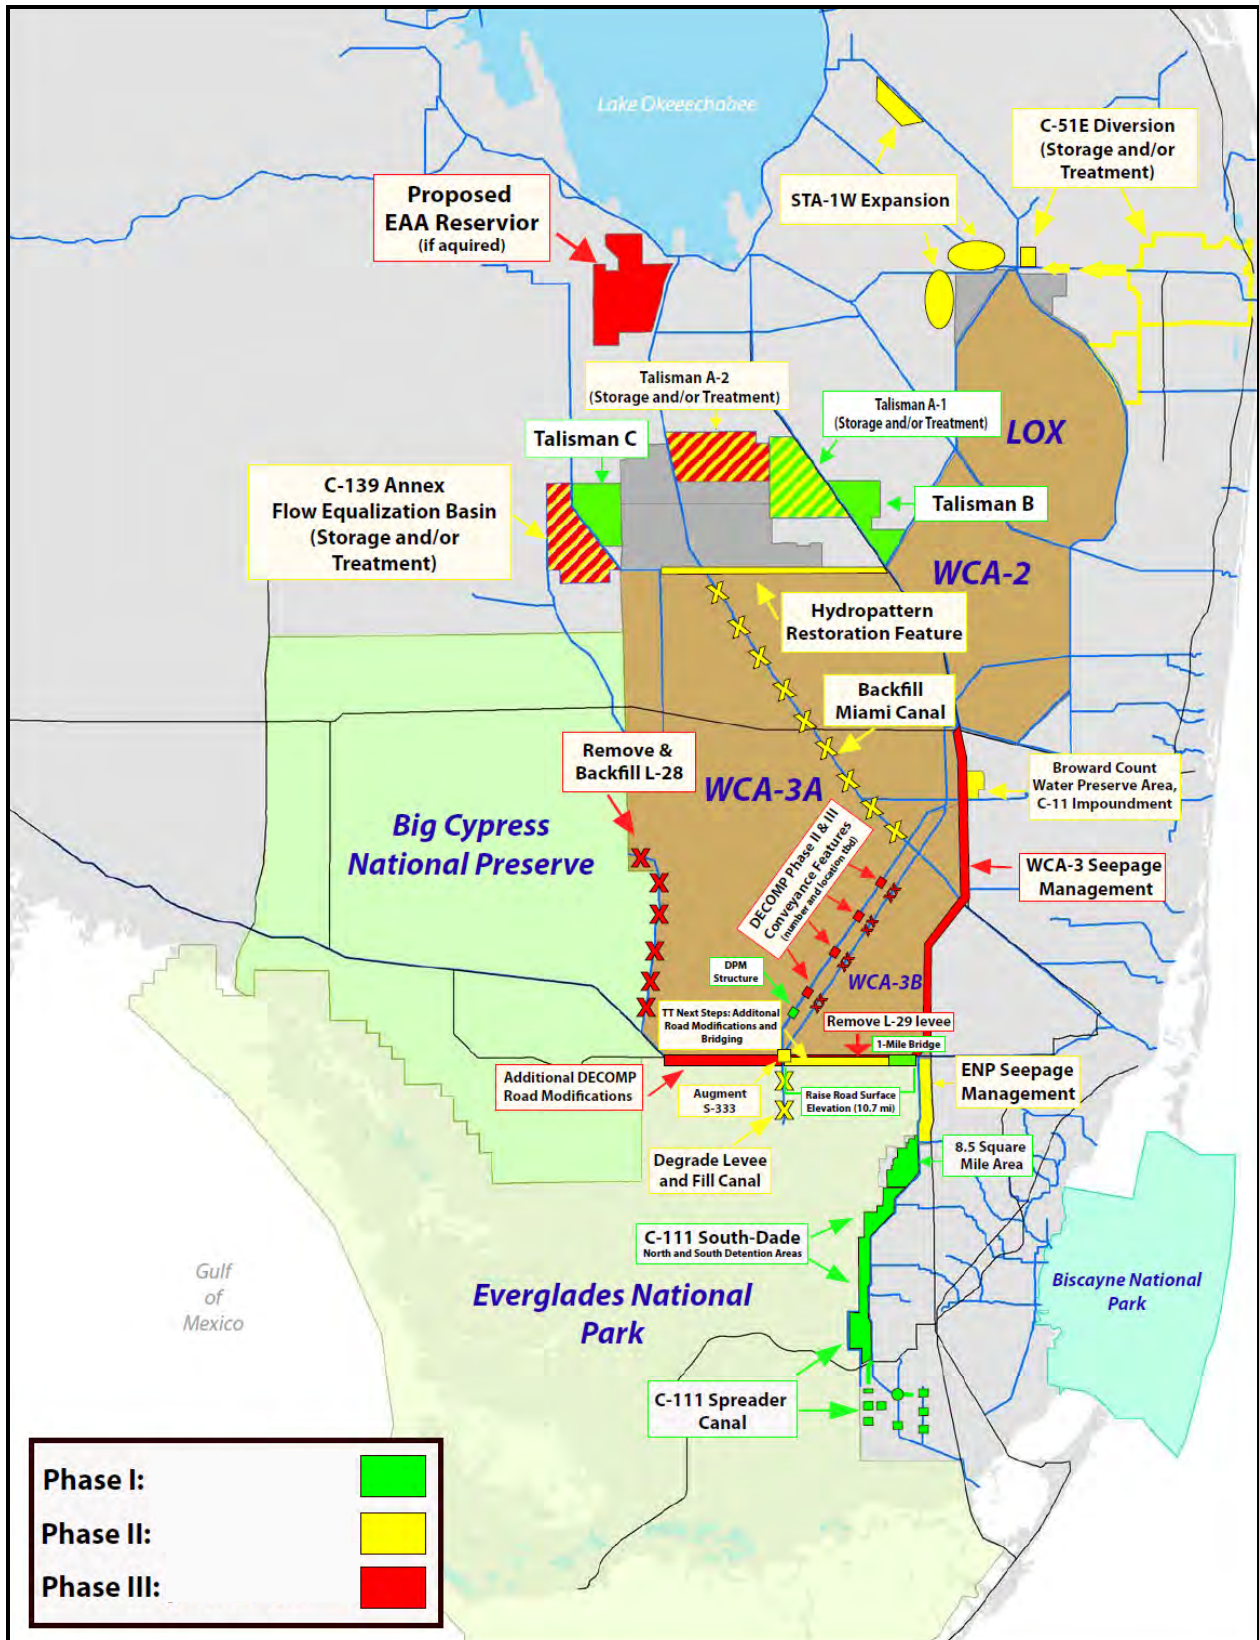 Lake Okeeechabee
C-51E Diversion
(Storage and/or
Treatment)
Proposed
EAA Reservior
(if aquired)
STA-1W Expansion
Talisman A-2
(Storage and/or Treatment)
Talisman A-1
(Storage and/or Treatment)
Talisman C
LOX
C-139 Annex
Flow Equalization Basin
(Storage and/or
Treatment)
Talisman B
WCA-2
Hydropattern
Restoration Feature
Backfill
Miami Canal
Remove &
Backfill L-28
WCA-3A
Broward Count
Water Preserve Area,
C-11 Impoundment
Big Cypress
National Preserve
DECOMP Phase II & III
Conveyance Features
(number and location tbd)
WCA-3 Seepage
Management
DPM
Structure
WCA-3B
TT Next Steps: Additonal
Road Modifications and
Bridging
Remove L-29 levee
1-Mile Bridge
Additional DECOMP
Road Modifications
Augment
S-333
Raise Road Surface
Elevation (10.7 mi)
ENP Seepage
Management
Degrade Levee
and Fill Canal
8.5 Square
Mile Area
C-111 South-Dade
North and South Detention Areas
Gulf
of
Mexico
Everglades National
Park
Biscayne National
Park
C-111 Spreader
Canal
Phase I:
Phase II:
Phase III: